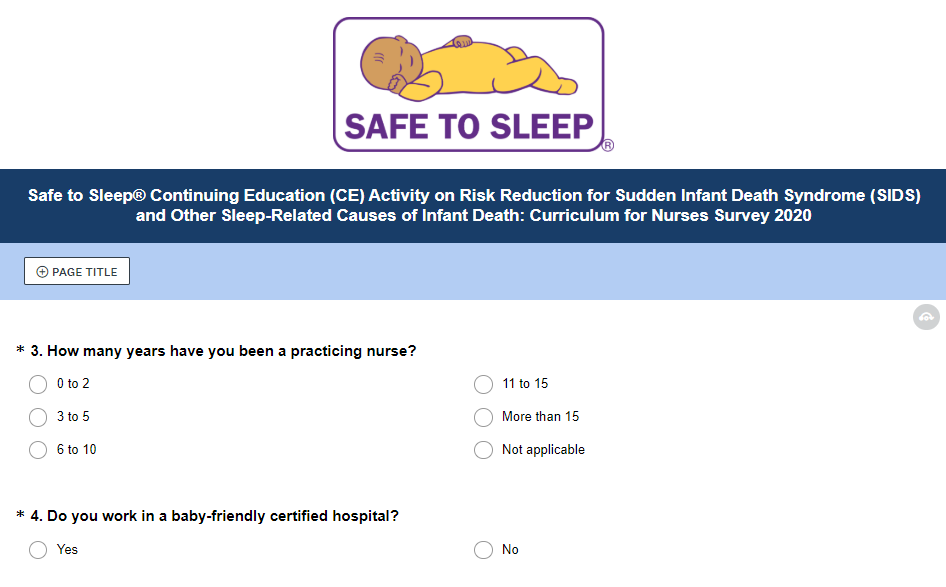 SAFE TO SLEEP®
Safe to Sleep® Continuing Education (CE) Activity on Risk Reduction for Sudden Infant Death Syndrome (SIDS)
and Other Sleep-Related Causes of Infant Death: Curriculum for Nurses Survey 2020
PAGE TITLE
* 3. How many years have you been a practicing nurse?
0 to 2
11 to 15
3 to 5
More than 15
6 to 10
Not applicable
* 4. Do you work in a baby-friendly certified hospital?
Yes
No